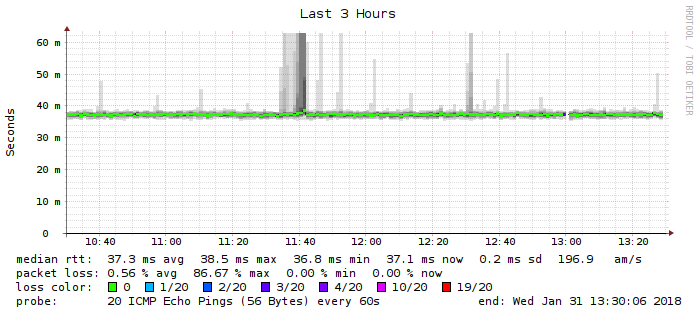 Last 3 Hours
RRDTOOL / TOBI OETIKER
Seconds
60 m
50 m
40 m
30 m
20 m
10 m
0
10:40 11:00 11:20 11:40 12:00 12:20 12:40 13:00 13:20
median rtt: 37.3 ms avg 38.5 ms max 36.8 ms min 37.1 ms now 0.2 ms sd 196.9 am/s
packet loss: 0.56 % avg 86.67 % max 0.00 % min 0.00 % now
loss color: 0 1/20 2/20 3/20 4/20 10/20 19/20
probe: 20 ICMP Echo Pings (56 Bytes) every 60s end: Wed Jan 31 13:30:06 2018